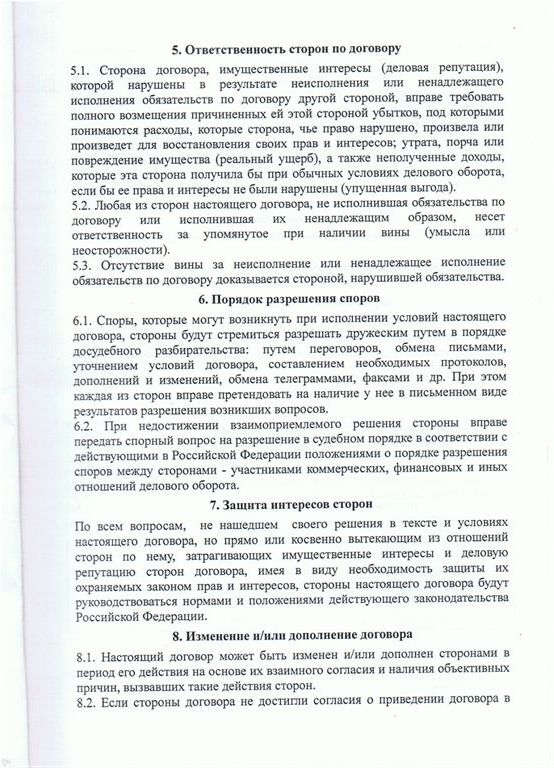 5. Ответственность сторон по договору
5.1. Сторона договора, имущественные интересы (деловая репутация),
которой нарушены в результате неисполнения или ненадлежащего
исполнения обязательств по договору другой стороной, вправе требовать
полного возмещения причиненных ей этой стороной убытков, под которыми
понимаются расходы, которые сторона, чье право нарушено, произвела или
произведет для восстановления своих прав и интересов; утрата, порча или
повреждение имущества (реальный ущерб), а также неполученные доходы,
которые эта сторона получила бы при обычных условиях делового оборота,
если бы ее права и интересы не были нарушены (упущенная выгода).
5.2. Любая из сторон настоящего договора, не исполнившая обязательства по
договору или исполнившая их ненадлежащим образом, несет
ответственность за упомянутое при наличии вины (умысла или
неосторожности).
5.3. Отсутствие вины за неисполнение или ненадлежащее исполнение
обязательств по договору доказывается стороной, нарушившей обязательства.
6. Порядок разрешения споров
6.1. Споры, которые могут возникнуть при исполнении условий настоящего
договора, стороны будут стремиться разрешать дружеским путем в порядке
досудебного разбирательства: путем переговоров, обмена письмами,
уточнением условий договора, составлением необходимых протоколов,
дополнений и изменений, обмена телеграммами, факсами и др. При этом
каждая из сторон вправе претендовать на наличие у нее в письменном виде
результатов разрешения возникших вопросов.
6.2. При недостижении взаимоприемлемого решения стороны вправе
передать спорный вопрос на разрешение в судебном порядке в соответствии с
действующими в Российской Федерации положениями о порядке разрешения
споров между сторонами - участниками коммерческих, финансовых и иных
отношений делового оборота.
7. Защита интересов сторон
По всем вопросам, не нашедшем своего решения в тексте и условиях
настоящего договора, но прямо или косвенно вытекающим из отношений
сторон по нему, затрагивающих имущественные интересы и деловую
репутацию сторон договора, имея в виду необходимость защиты их
охраняемых законом прав и интересов, стороны настоящего договора будут
руководствоваться нормами и положениями действующего законодательства
Российской Федерации.
8. Изменение и/или дополнение договора
8.1. Настоящий договор может быть изменен и/или дополнен сторонами в
период его действия на основе их взаимного согласия и наличия объективных
причин, вызвавших такие действия сторон.
8.2. Если стороны договора не достигли согласия о приведении договора в